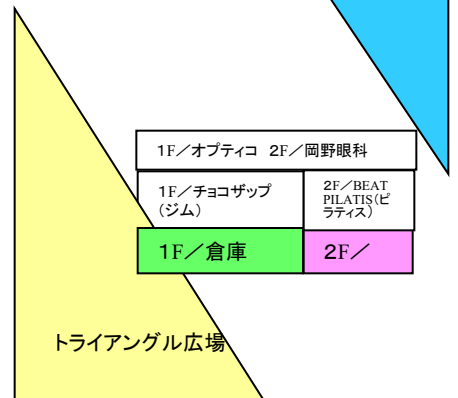 1F／オプティコ 2F／岡野眼科
1F／チョコザップ
（ジム）
2F／BEAT
PILATIS（ピ
ラティス）
1F／倉庫
2F／
トライアングル広場